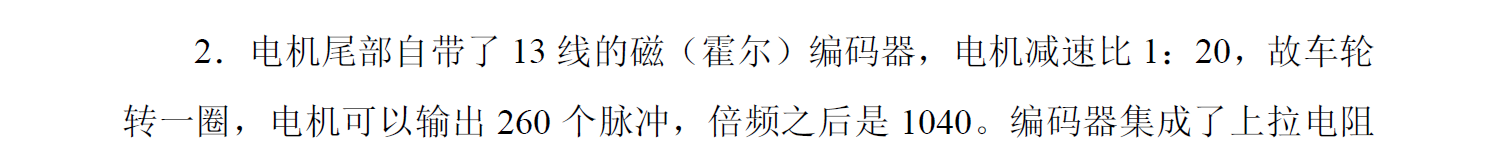 2．电机尾部自带了 13 线的磁（霍尔）编码器，电机减速比 1：20，故车轮
转一圈，电机可以输出 260 个脉冲，倍频之后是 1040。编码器集成了上拉电阻